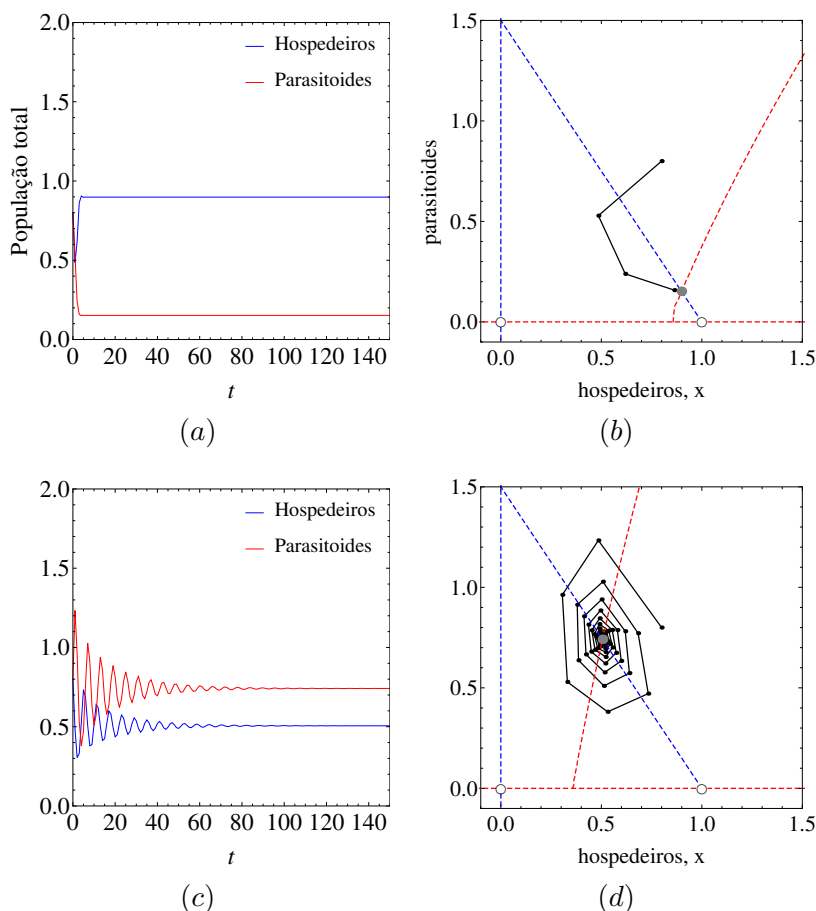 2.0
1.5
1.0
0.5
0.0
População total
Hospedeiros
Parasitoides
0 20 40 60 80 100 120 140
t
(a)
1.5
1.0
0.5
0.0
parasitoides
0.0 0.5 1.0 1.5
hospedeiros, x
(b)
2.0
1.5
1.0
0.5
0.0
Hospedeiros
Parasitoides
0 20 40 60 80 100 120 140
t
(c)
1.5
1.0
0.5
0.0
0.0 0.5 1.0 1.5
hospedeiros, x
(d)